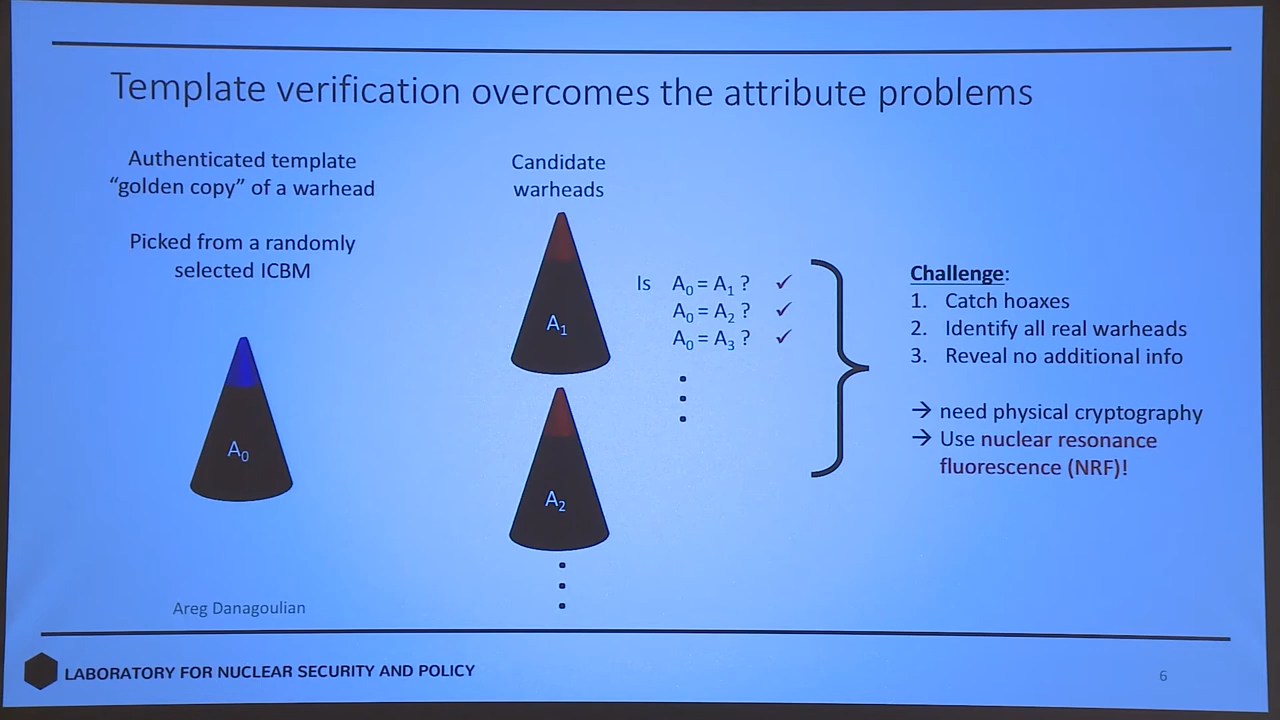 Template verification overcomes the attribute problems
Authenticated template
“golden copy” of a warhead
Picked from a randomly
selected ICBM
A0
Candidate
warheads
A1
A2
Is A0 = A1 ? ✓
A0 = A2 ? ✓
A0 = A3 ? ✓
Challenge:
1. Catch hoaxes
2. Identify all real warheads
3. Reveal no additional info
→ need physical cryptography
→ Use nuclear resonance
fluorescence (NRF)!
Areg Danagoulian
LABORATORY FOR NUCLEAR SECURITY AND POLICY
6